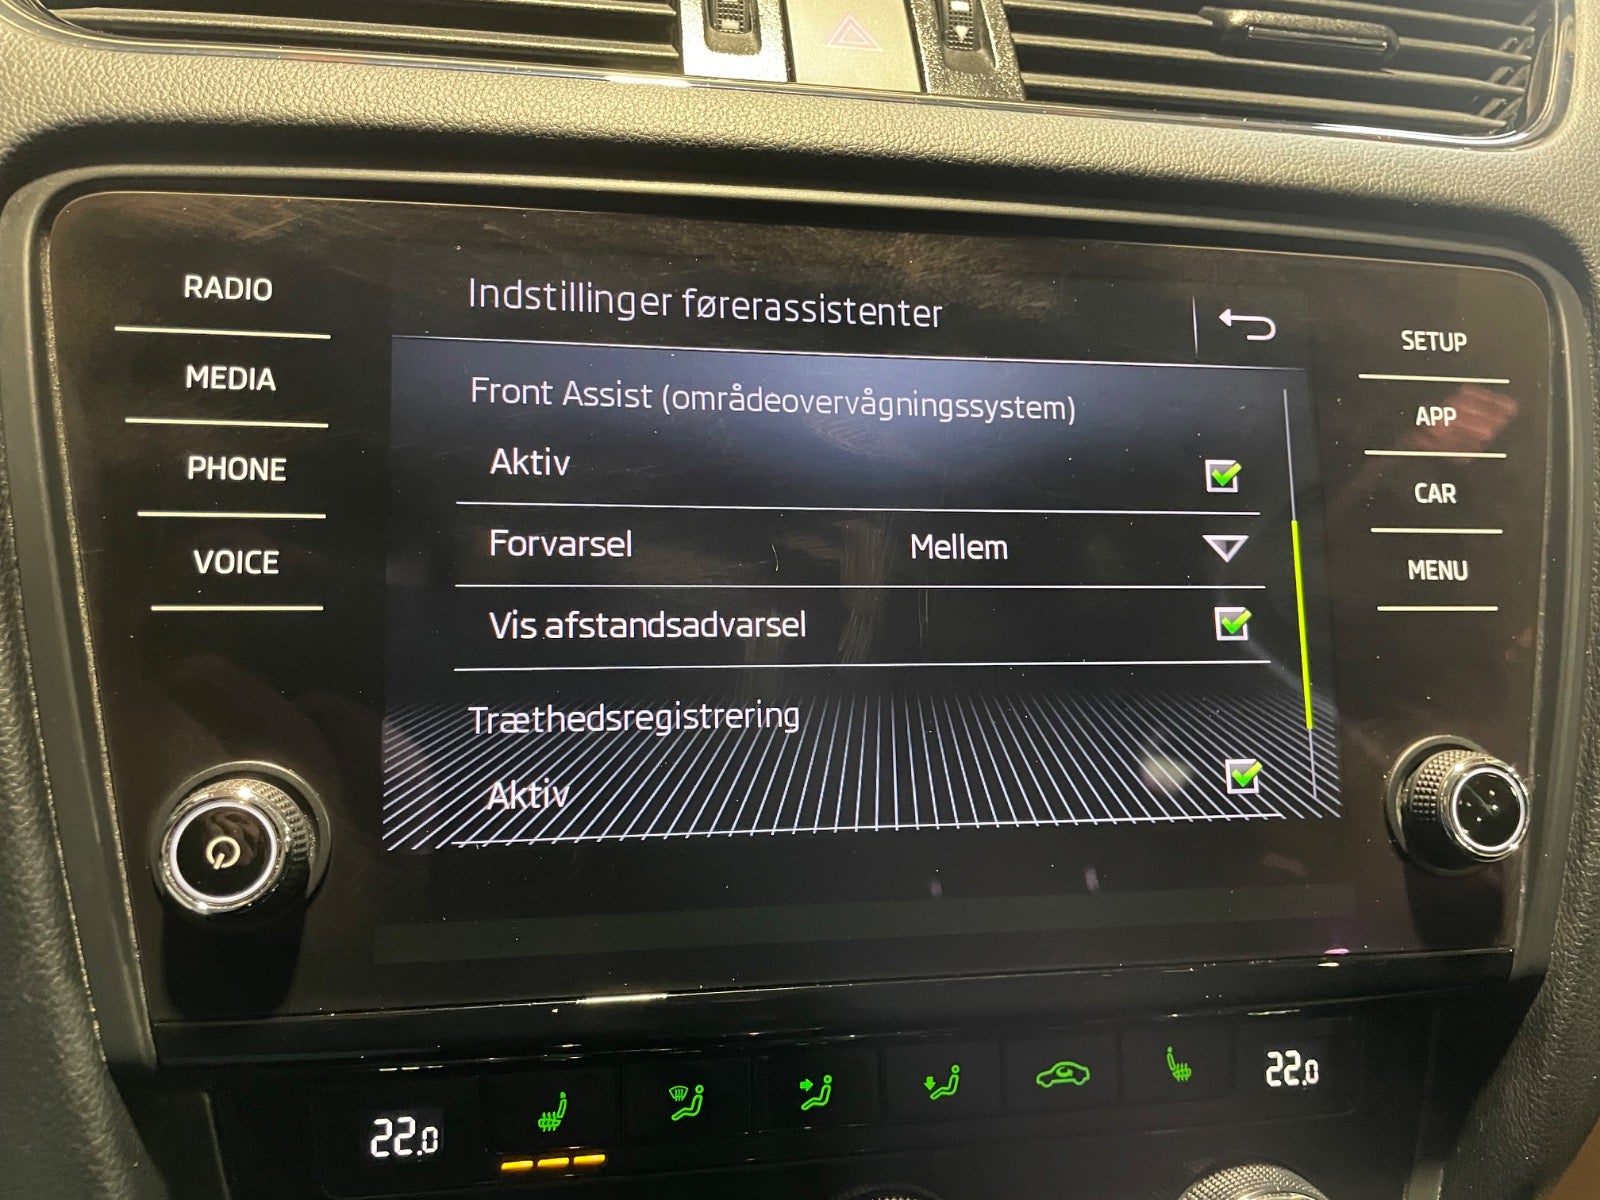 RADIO
MEDIA
PHONE
VOICE
Indstillinger førerassistenter
Front Assist (områdeovervågningssystem)
Aktiv
Forvarsel Mellem
Vis afstandsadvarsel
Træthedsregistrering
Aktiv
SETUP
APP
CAR
MENU
22.0
22.0